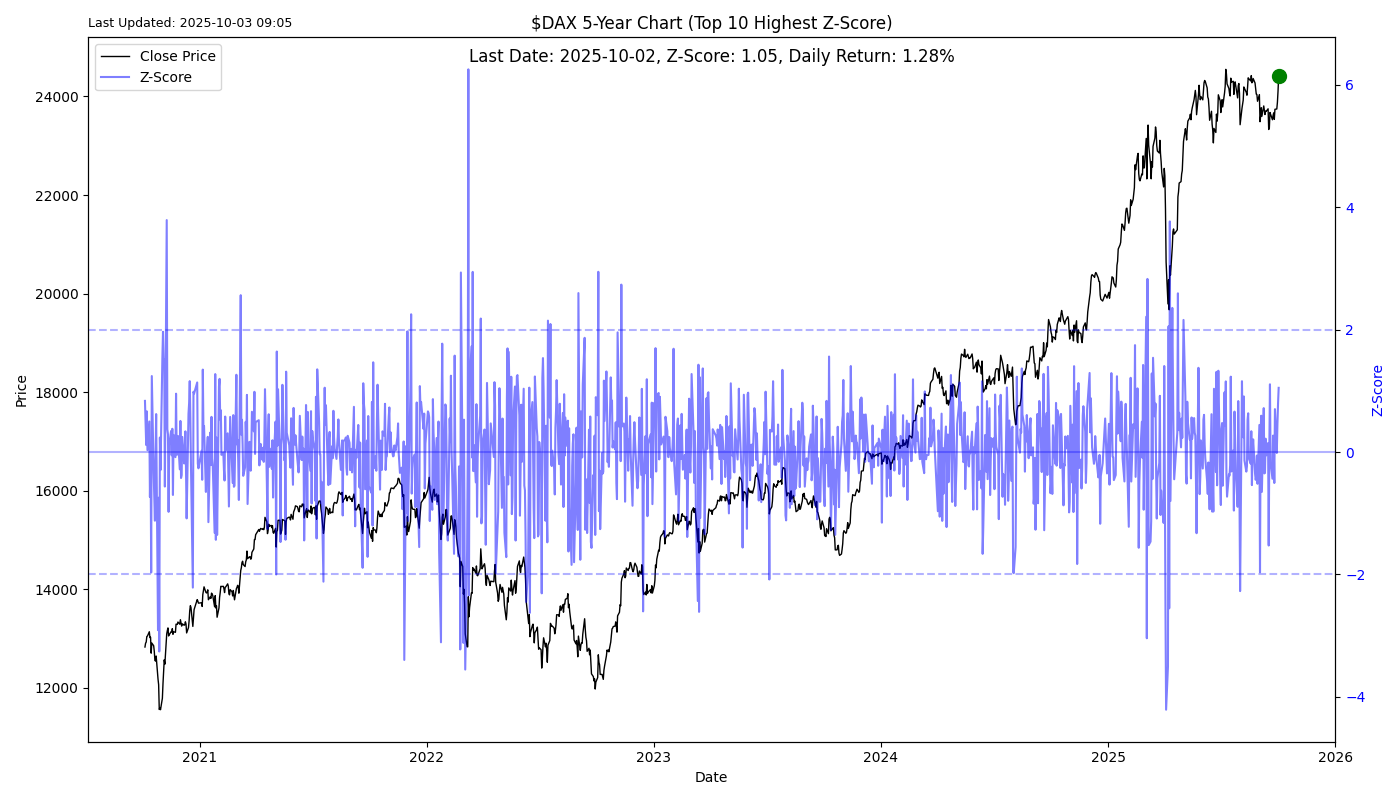 Last Updated: 2025-10-03 09:05
$DAX 5-Year Chart (Top 10 Highest Z-Score)
Close Price
Z-Score
Last Date: 2025-10-02, Z-Score: 1.05, Daily Return: 1.28%
24000
22000
20000
18000
16000
14000
12000
Price
6
4
2
0
−2
−4
Z-Score
2021
2022
2023
2024
2025
2026
Date